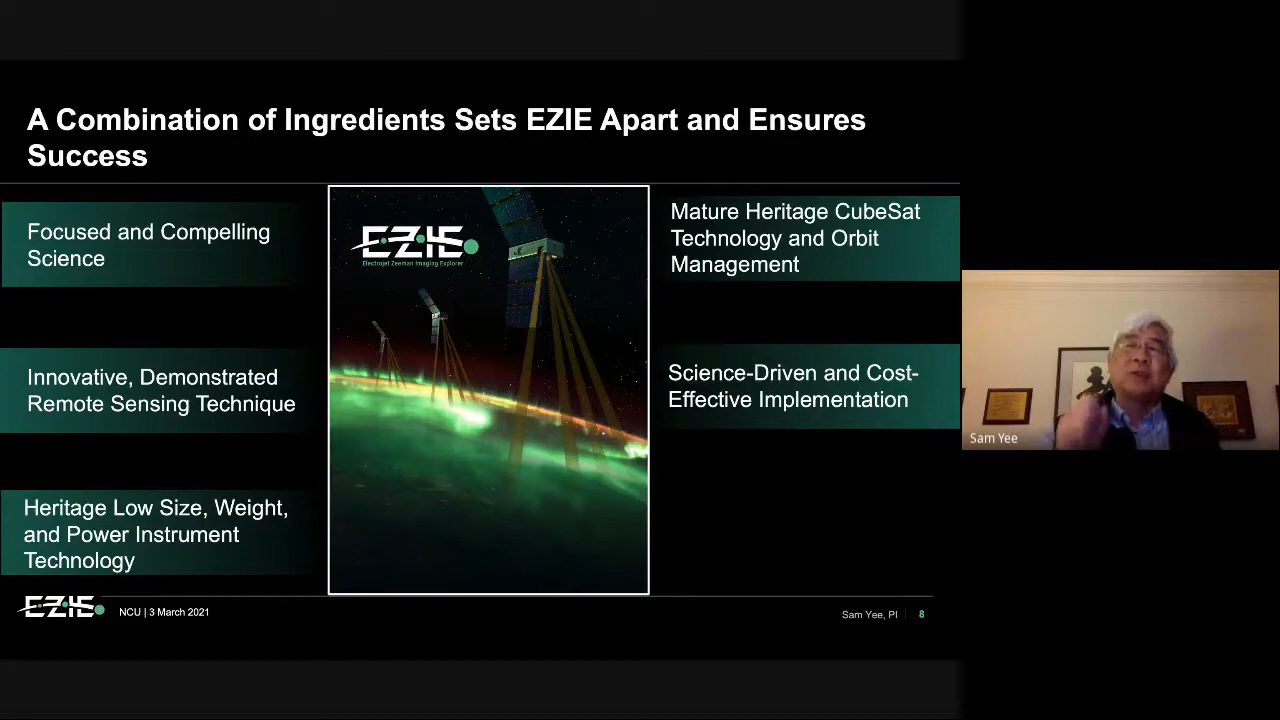 A Combination of Ingredients Sets EZIE Apart and Ensures
Success
Focused and Compelling
Science
Innovative, Demonstrated
Remote Sensing Technique
Heritage Low Size, Weight,
and Power Instrument
Technology
EZIE
Electrojet Zeeman Imaging Explorer
Mature Heritage CubeSat
Technology and Orbit
Management
Science-Driven and Cost-
Effective Implementation
Sam Yee
EZIE
NCU | 3 March 2021
Sam Yee, PI
8